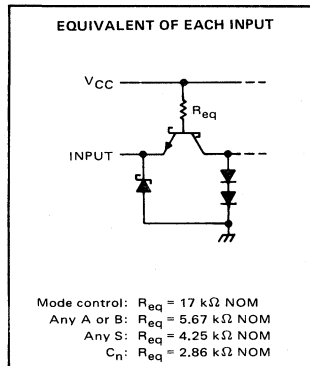 EQUIVALENT OF EACH INPUT
VCC
Req
INPUT
Mode control: Req = 17 kΩ NOM
Any A or B: Req = 5.67 kΩ NOM
Any S: Req = 4.25 kΩ NOM
Cn: Req = 2.86 kΩ NOM